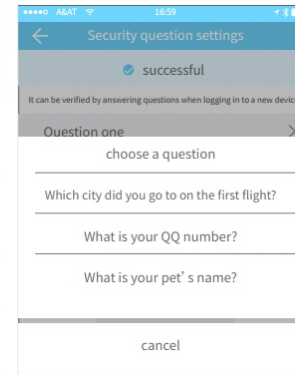 A&AT 16:59
Security question settings
successful
It can be verified by answering questions when logging in to a new devic
Question one
choose a question
Which city did you go to on the first flight?
What is your QQ number?
What is your pet's name?
cancel